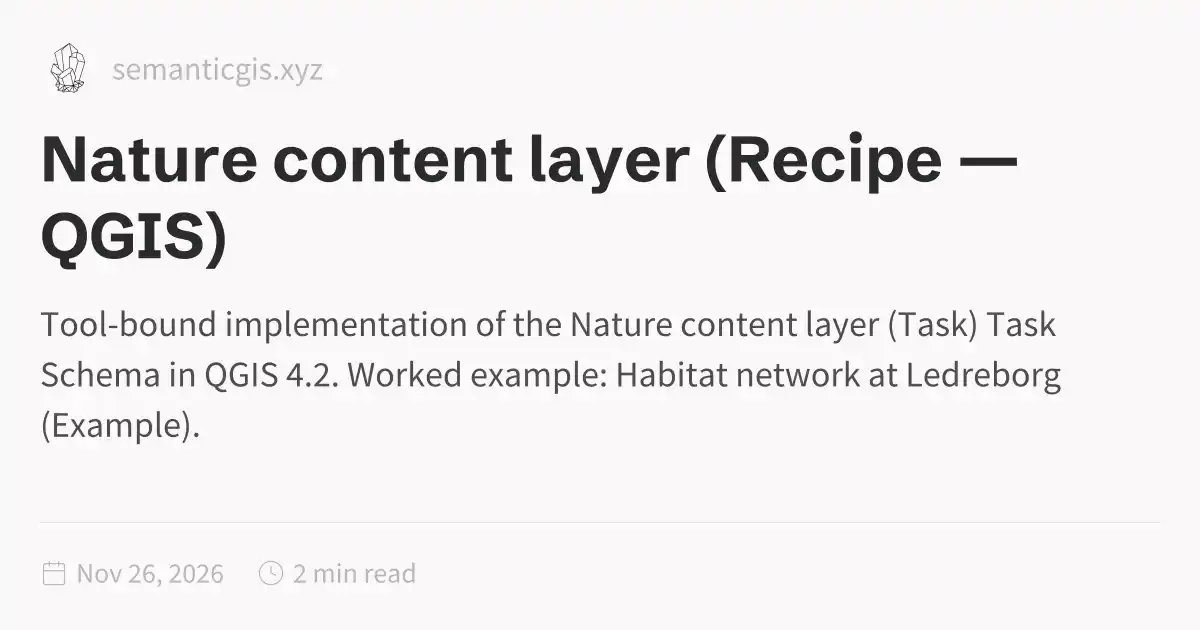 semanticgis.xyz
Nature content layer (Recipe —
QGIS)
Tool-bound implementation of the Nature content layer (Task) Task
Schema in QGIS 4.2. Worked example: Habitat network at Ledreborg
(Example).
Nov 26, 2026 2 min read